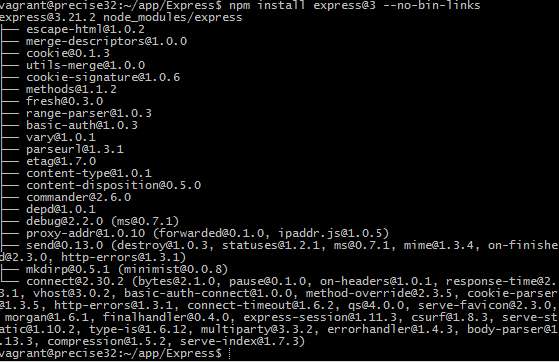 vagrant@precise32:~/app/Express$ npm install express@3 --no-bin-links
express@3.21.2 node_modules/express
├── escape-html@1.0.2
├── merge-descriptors@1.0.0
├── cookie@0.1.3
├── utils-merge@1.0.0
├── cookie-signature@1.0.6
├── methods@1.1.2
├── fresh@0.3.0
├── range-parser@1.0.3
├── basic-auth@1.0.3
├── vary@1.0.1
├── parseurl@1.3.1
├── etag@1.7.0
├── content-type@1.0.1
├── content-disposition@0.5.0
├── commander@2.6.0
├── depd@1.0.1
├── debug@2.2.0 (ms@0.7.1)
├── proxy-addr@1.0.10 (forwarded@0.1.0, ipaddr.js@1.0.5)
├── send@0.13.0 (destroy@1.0.3, statuses@1.2.1, ms@0.7.1, mime@1.3.4, on-finishe
d@2.3.0, http-errors@1.3.1)
├── mkdirp@0.5.1 (minimist@0.0.8)
└── connect@2.30.2 (bytes@2.1.0, pause@0.1.0, on-headers@1.0.1, response-time@2.
3.1, vhost@3.0.2, basic-auth-connect@1.0.0, method-override@2.3.5, cookie-parser
@1.3.5, http-errors@1.3.1, connect-timeout@1.6.2, qs@4.0.0, serve-favicon@2.3.0,
 morgan@1.6.1, finalhandler@0.4.0, express-session@1.11.3, csurf@1.8.3, serve-st
atic@1.10.2, type-is@1.6.12, multiparty@3.3.2, errorhandler@1.4.3, body-parser@1
.13.3, compression@1.5.2, serve-index@1.7.3)
vagrant@precise32:~/app/Express$